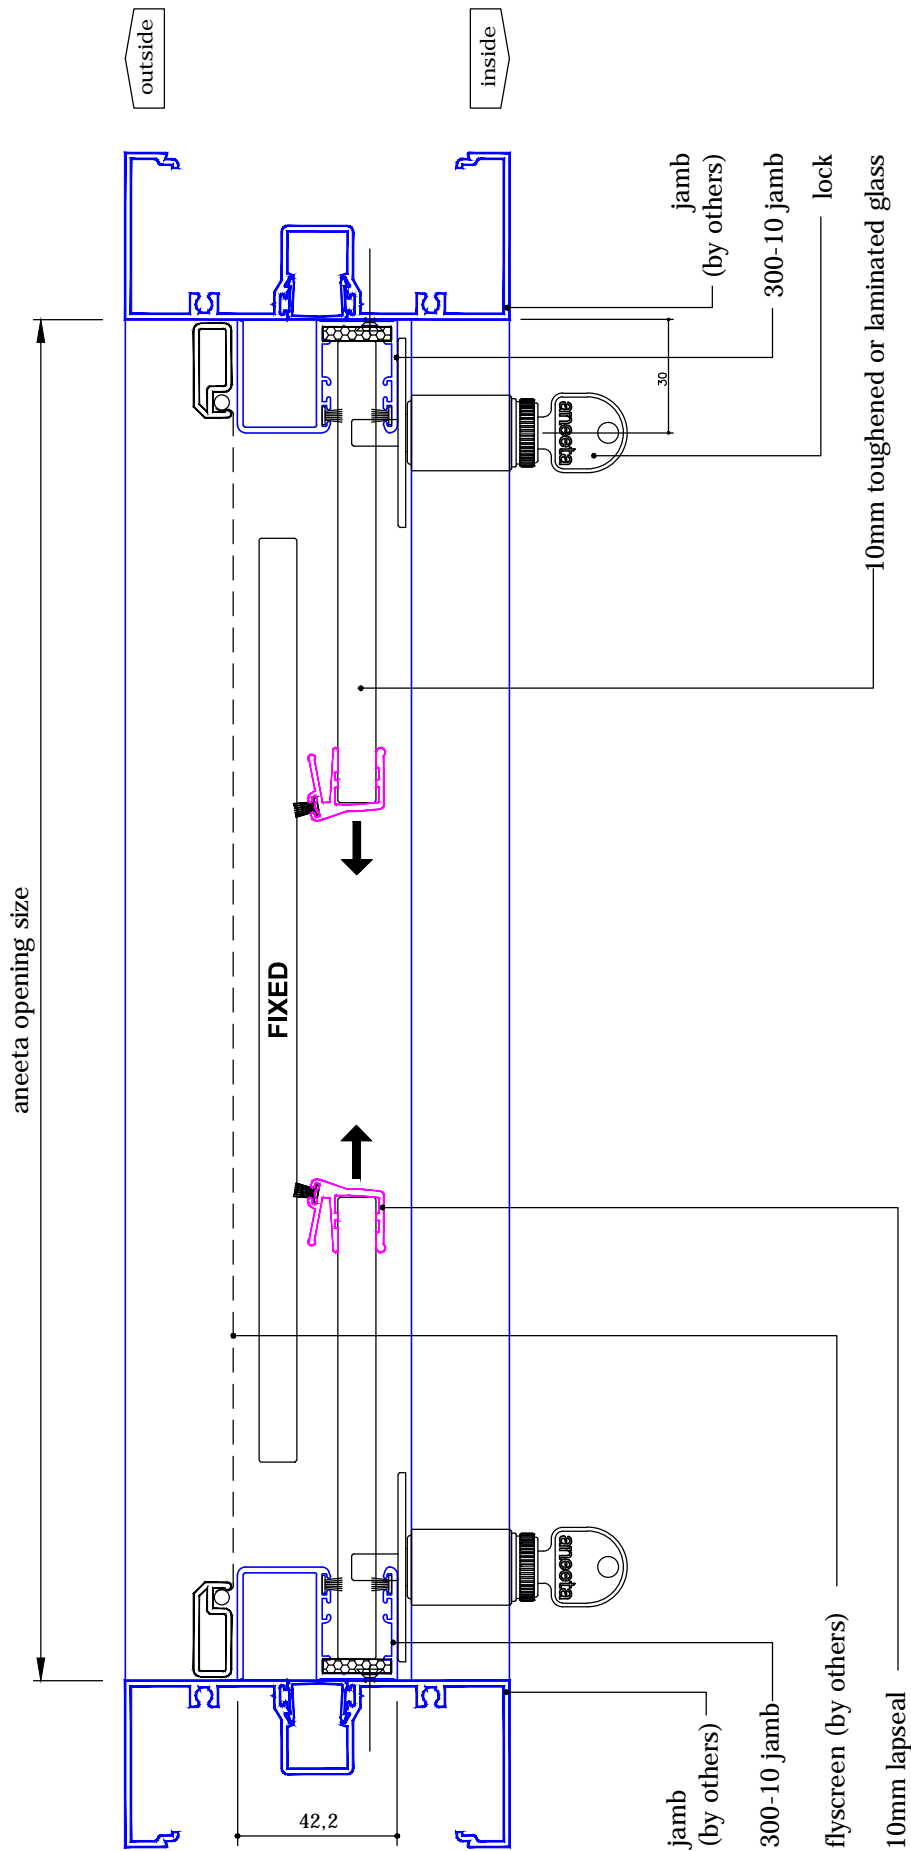 outside
inside
aneeta opening size
jamb
(by others)
300-10 jamb
lock
10mm toughened or laminated glass
30
aneeta
FIXED
aneeta
42,2
jamb
(by others)
300-10 jamb
flyscreen (by others)
10mm lapseal